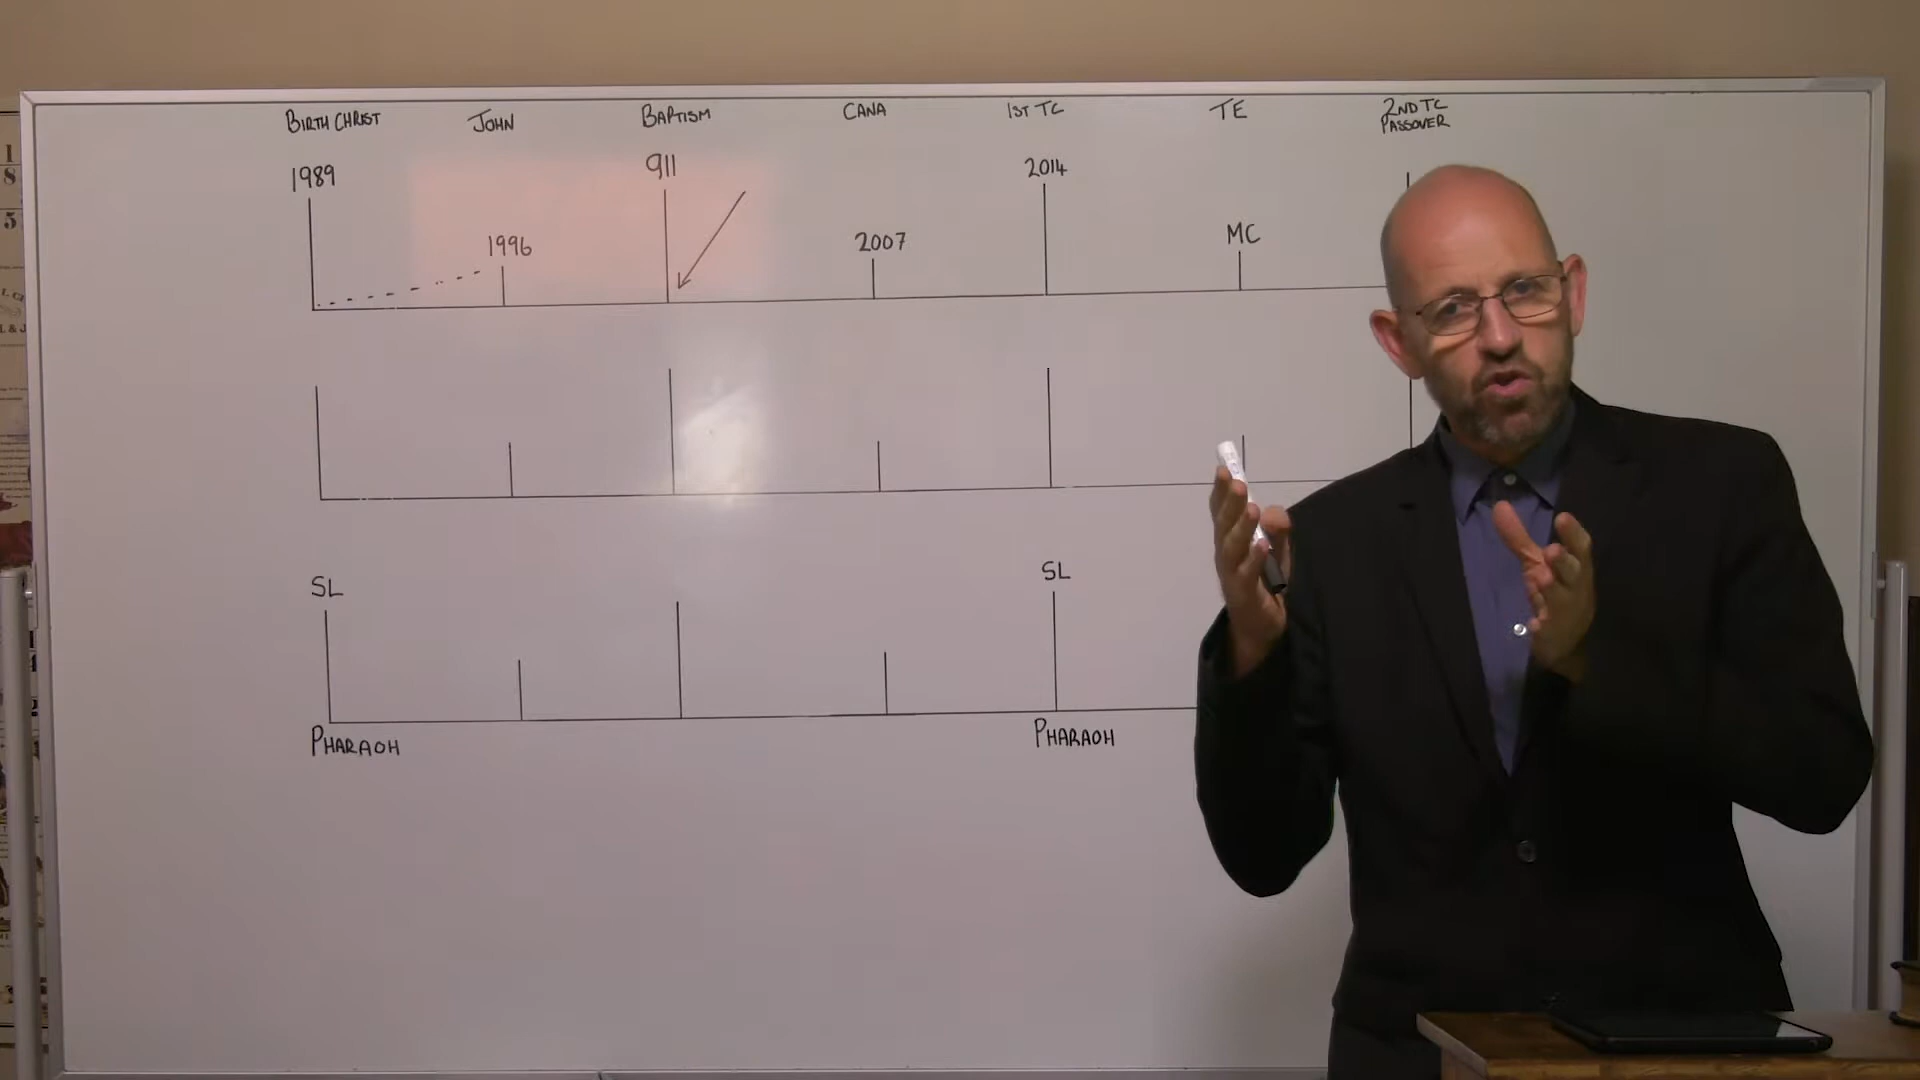 BIRTH CHRIST
JOHN
BAPTISM
CANA
1ST TC
TE
2ND TC
PASSOVER
1989
1996
911
2007
2014
MC
SL
SL
PHARAOH
PHARAOH